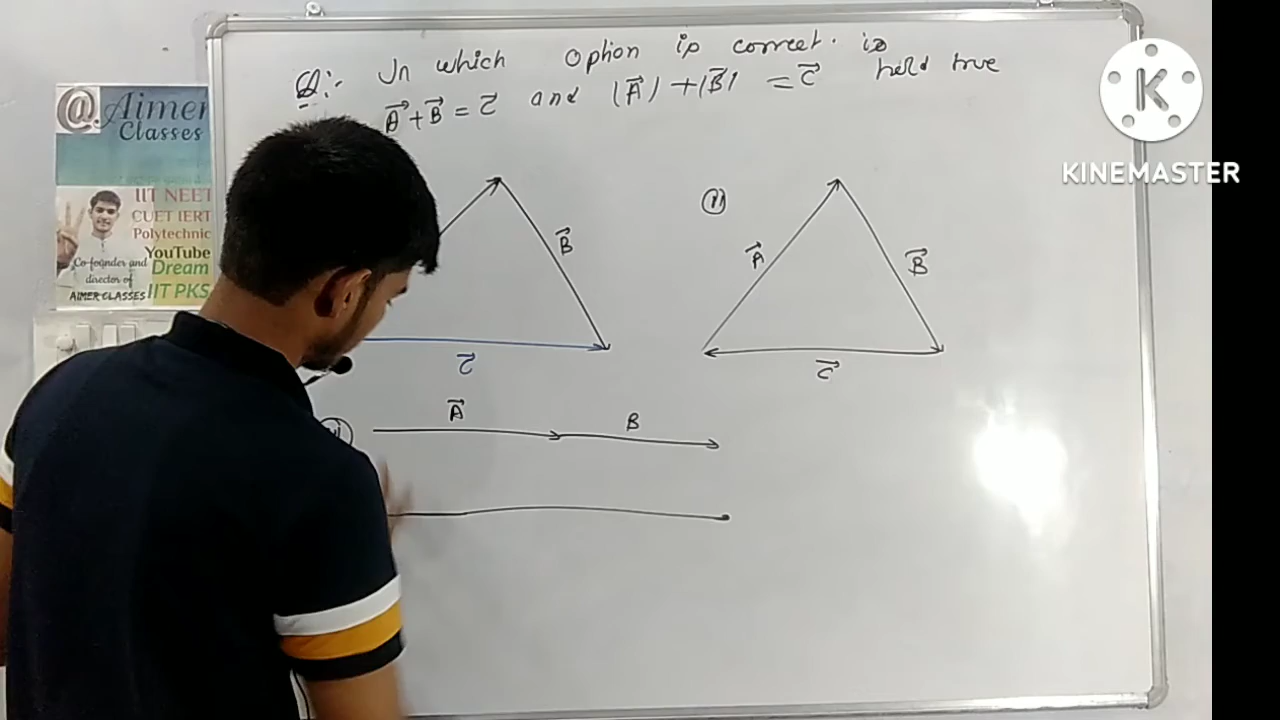 Q:- In which option is correct. is held true
A⃗ + B⃗ = C⃗ and |A⃗| + |B⃗| = C⃗
@Aimer
Classes
IIT NEET
CUET IERT
Polytechnic
YouTube
Dream
IIT PKS
Co-founder and
director of
AIMER CLASSES
K
KINEMASTER
B⃗
C⃗
(ii)
A⃗
B⃗
C⃗
A⃗
B